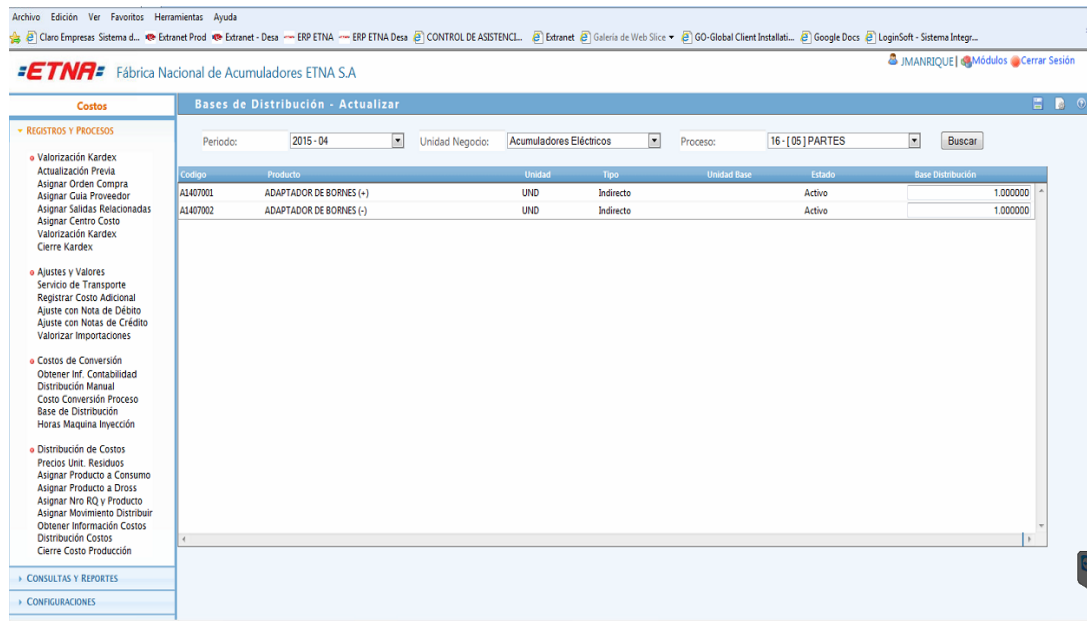 Archivo Edición Ver Favoritos Herramientas Ayuda
Claro Empresas Sistema d... Extranet Prod Extranet - Desa ERP ETNA ERP ETNA Desa CONTROL DE ASISTENCI... Extranet Galería de Web Slice GO-Global Client Installati... Google Docs LoginSoft - Sistema Integr...
ETNA Fábrica Nacional de Acumuladores ETNA S.A JMANRIQUE| Módulos Cerrar Sesión
Costos
Bases de Distribución - Actualizar
REGISTROS Y PROCESOS
Valorización Kardex
Actualización Previa
Asignar Orden Compra
Asignar Guia Proveedor
Asignar Salidas Relacionadas
Asignar Centro Costo
Valorización Kardex
Cierre Kardex
Ajustes y Valores
Servicio de Transporte
Registrar Costo Adicional
Ajuste con Nota de Débito
Ajuste con Notas de Crédito
Valorizar Importaciones
Costos de Conversión
Obtener Inf. Contabilidad
Distribución Manual
Costo Conversión Proceso
Base de Distribución
Horas Maquina Inyección
Distribución de Costos
Precios Unit. Residuos
Asignar Producto a Consumo
Asignar Producto a Dross
Asignar Nro RQ y Producto
Asignar Movimiento Distribuir
Obtener Información Costos
Distribución Costos
Cierre Costo Producción
CONSULTAS Y REPORTES
CONFIGURACIONES
Periodo: 2015 - 04 Unidad Negocio: Acumuladores Eléctricos Proceso: 16 - [ 05 ] PARTES Buscar
Codigo Producto Unidad Tipo Unidad Base Estado Base Distribución
A1407001 ADAPTADOR DE BORNES (+) UND Indirecto Activo 1.000000
A1407002 ADAPTADOR DE BORNES (-) UND Indirecto Activo 1.000000